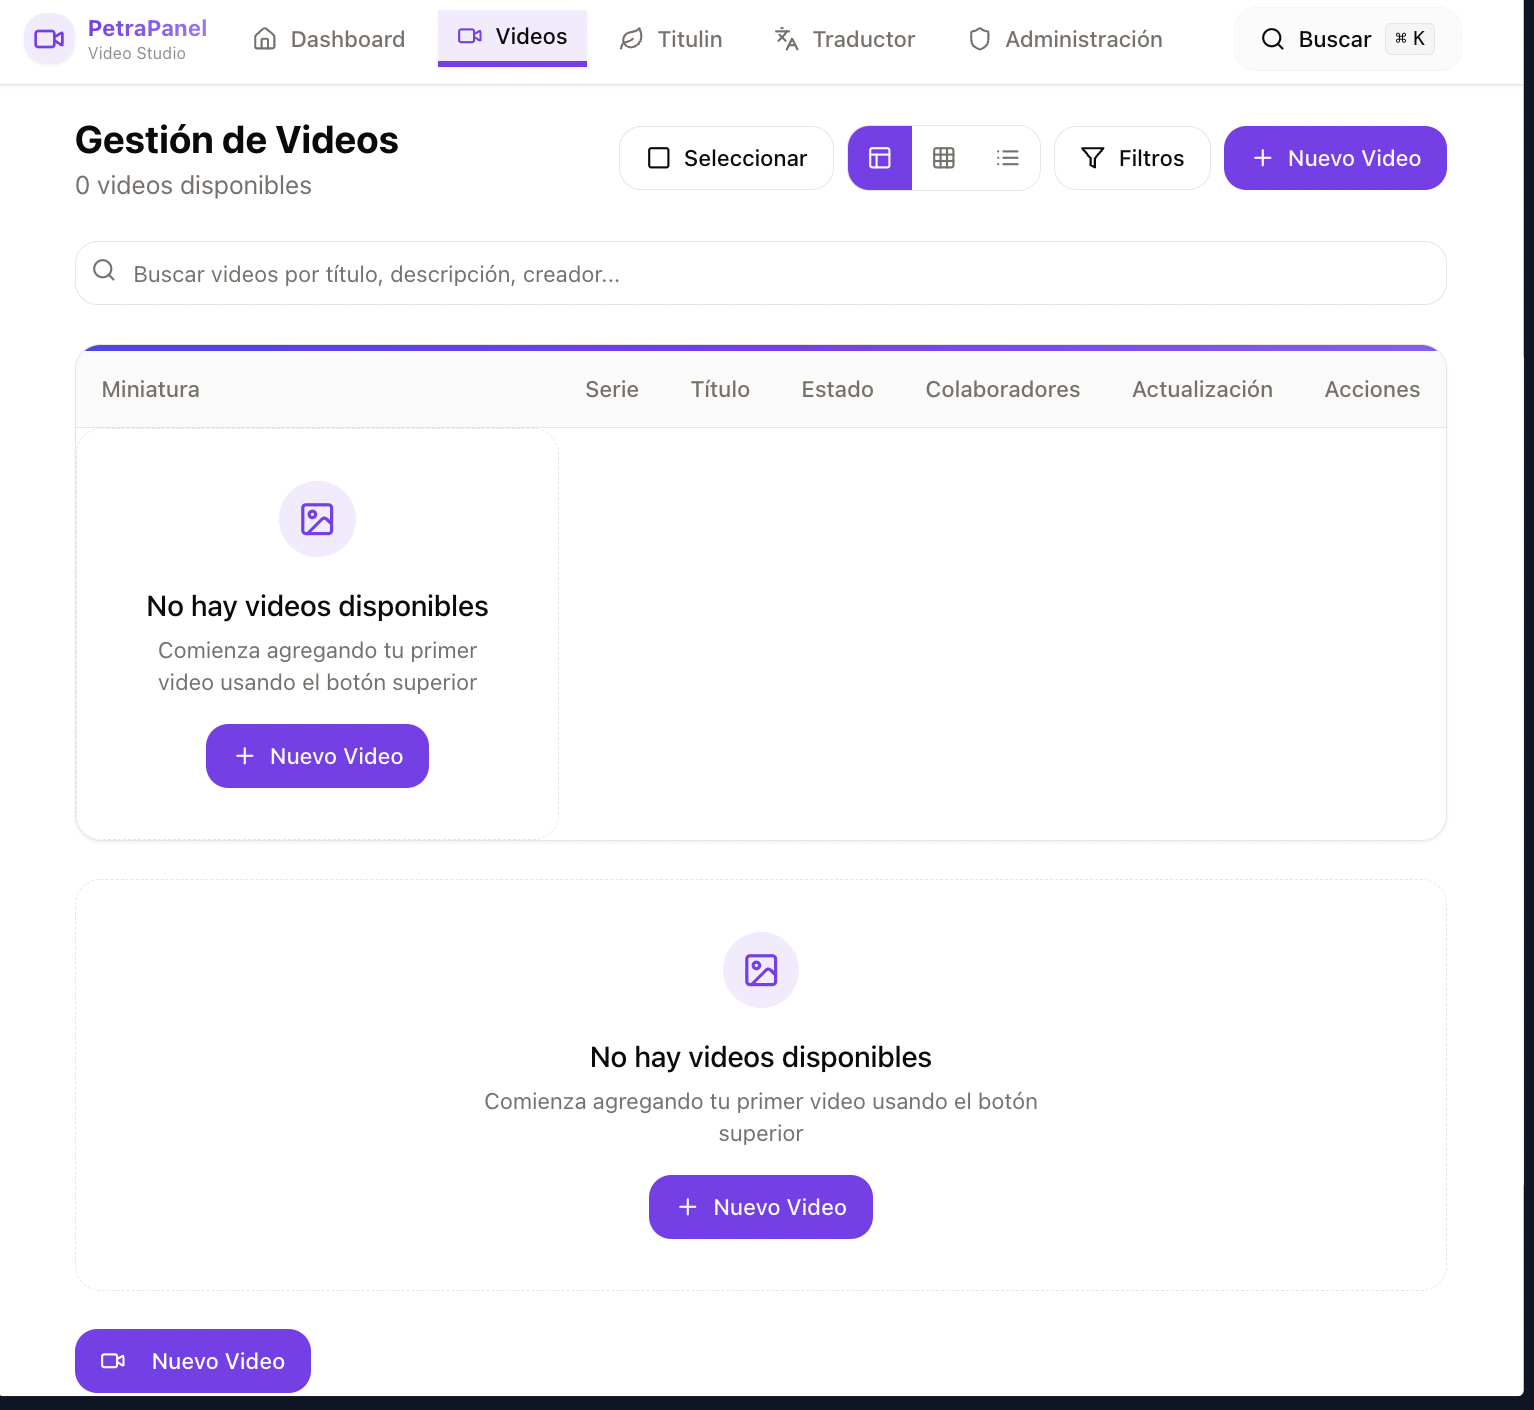 PetraPanel
Video Studio
Dashboard
Videos
Titulin
Traductor
Administración
Buscar ⌘ K
Gestión de Videos
0 videos disponibles
Seleccionar
Filtros
Nuevo Video
Buscar videos por título, descripción, creador...
Miniatura Serie Título Estado Colaboradores Actualización Acciones
No hay videos disponibles
Comienza agregando tu primer
video usando el botón superior
Nuevo Video
No hay videos disponibles
Comienza agregando tu primer video usando el botón
superior
Nuevo Video
Nuevo Video